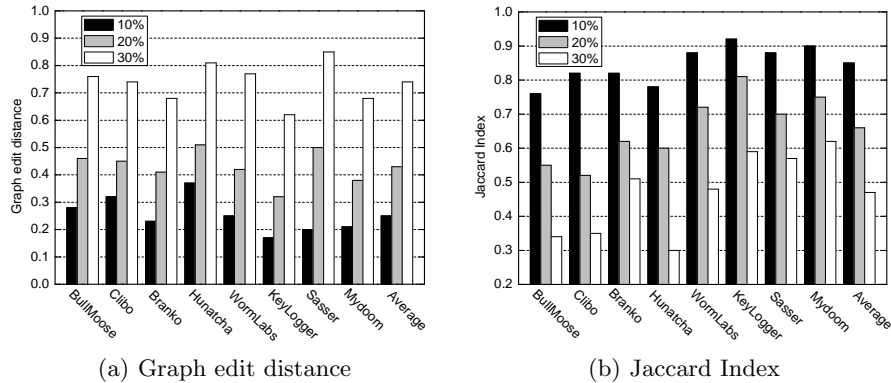 1.0
0.9
0.8
0.7
0.6
0.5
0.4
0.3
0.2
0.1
0.0
Graph edit distance
10%
20%
30%
BullMoose
Clibo
Branko
Hunatcha
WormLabs
KeyLogger
Sasser
Mydoom
Average
(a) Graph edit distance
1.0
0.9
0.8
0.7
0.6
0.5
0.4
0.3
0.2
Jaccard Index
10%
20%
30%
BullMoose
Clibo
Branko
Hunatcha
WormLabs
KeyLogger
Sasser
Mydoom
Average
(b) Jaccard Index